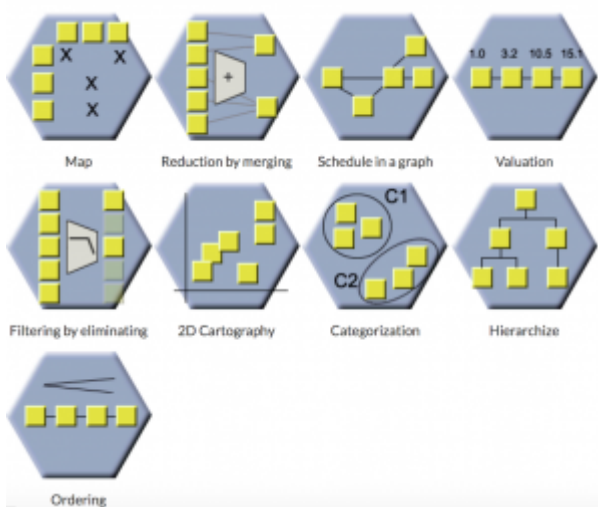 X X
X
X
Map
+
Reduction by merging
Schedule in a graph
1.0 3.2 10.5 15.1
Valuation
Filtering by eliminating
2D Cartography
C1
C2
Categorization
Hierarchize
Ordering